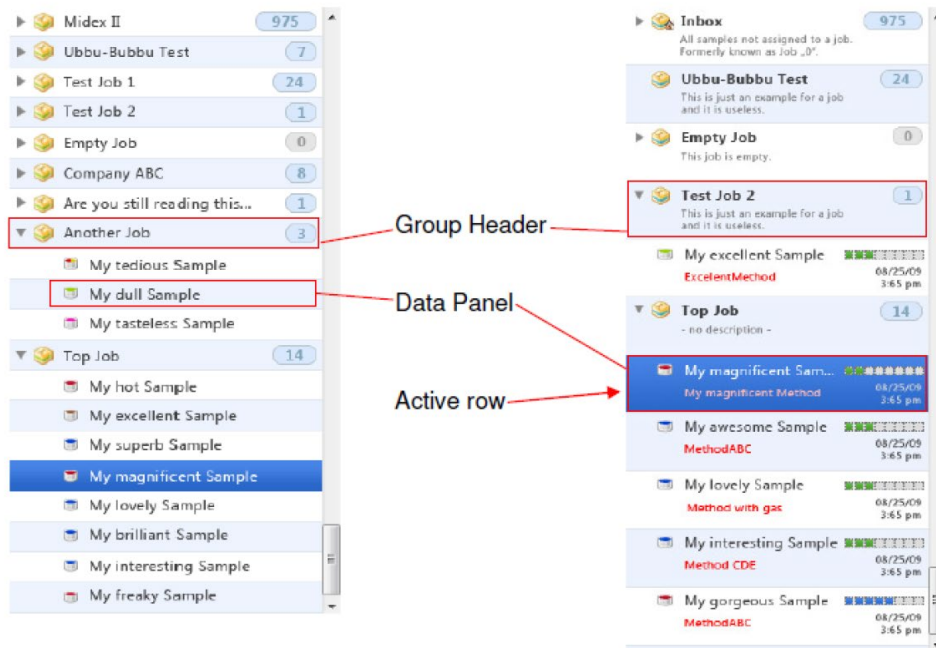 Midex II 975
Ubbu-Bubbu Test 7
Test Job 1 24
Test Job 2 1
Empty Job 0
Company ABC 8
Are you still reading this... 1
Another Job 3
My tedious Sample
My dull Sample
My tasteless Sample
Top Job 14
My hot Sample
My excellent Sample
My superb Sample
My magnificent Sample
My lovely Sample
My brilliant Sample
My interesting Sample
My freaky Sample
Group Header
Data Panel
Active row
Inbox 975
All samples not assigned to a job.
Formerly known as Job „0".
Ubbu-Bubbu Test 24
This is just an example for a job
and it is useless.
Empty Job 0
This job is empty.
Test Job 2 1
This is just an example for a job
and it is useless.
My excellent Sample
ExcelentMethod 08/25/09
3:65 pm
Top Job 14
- no description -
My magnificent Sam...
My magnificent Method 08/25/09
3:65 pm
My awesome Sample
MethodABC 08/25/09
3:65 pm
My lovely Sample
Method with gas 08/25/09
3:65 pm
My interesting Sample
Method CDE 08/25/09
3:65 pm
My gorgeous Sample
MethodABC 08/25/09
3:65 pm